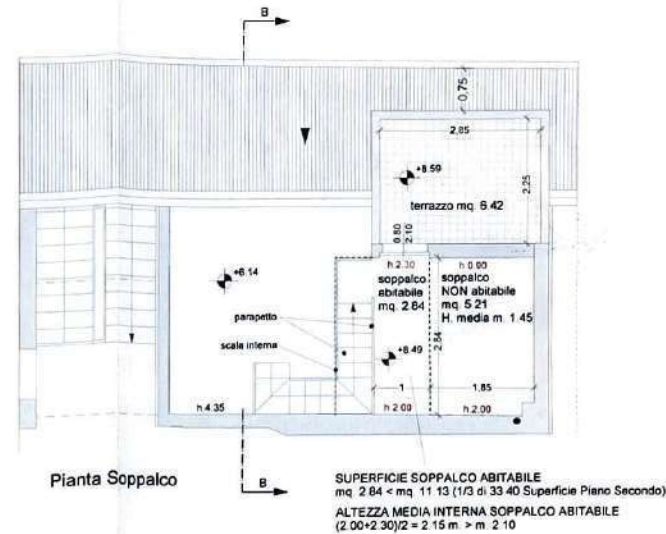 B
0,75
2,85
+8.59
2,25
terrazzo mq. 6.42
0,80
2,10
h 2.30
h 0.90
+6.14
soppalco
abitabile
mq. 2.84
soppalco
NON abitabile
mq. 5.21
H. media m. 1.45
parapetto
scala interna
2,84
+8.49
1
1,85
h 4.35
h 2.00
h 2.00
B
Pianta Soppalco
SUPERFICIE SOPPALCO ABITABILE
mq. 2.84 < mq. 11.13 (1/3 di 33.40 Superficie Piano Secondo)
ALTEZZA MEDIA INTERNA SOPPALCO ABITABILE
(2.00+2.30)/2 = 2.15 m. > m. 2.10